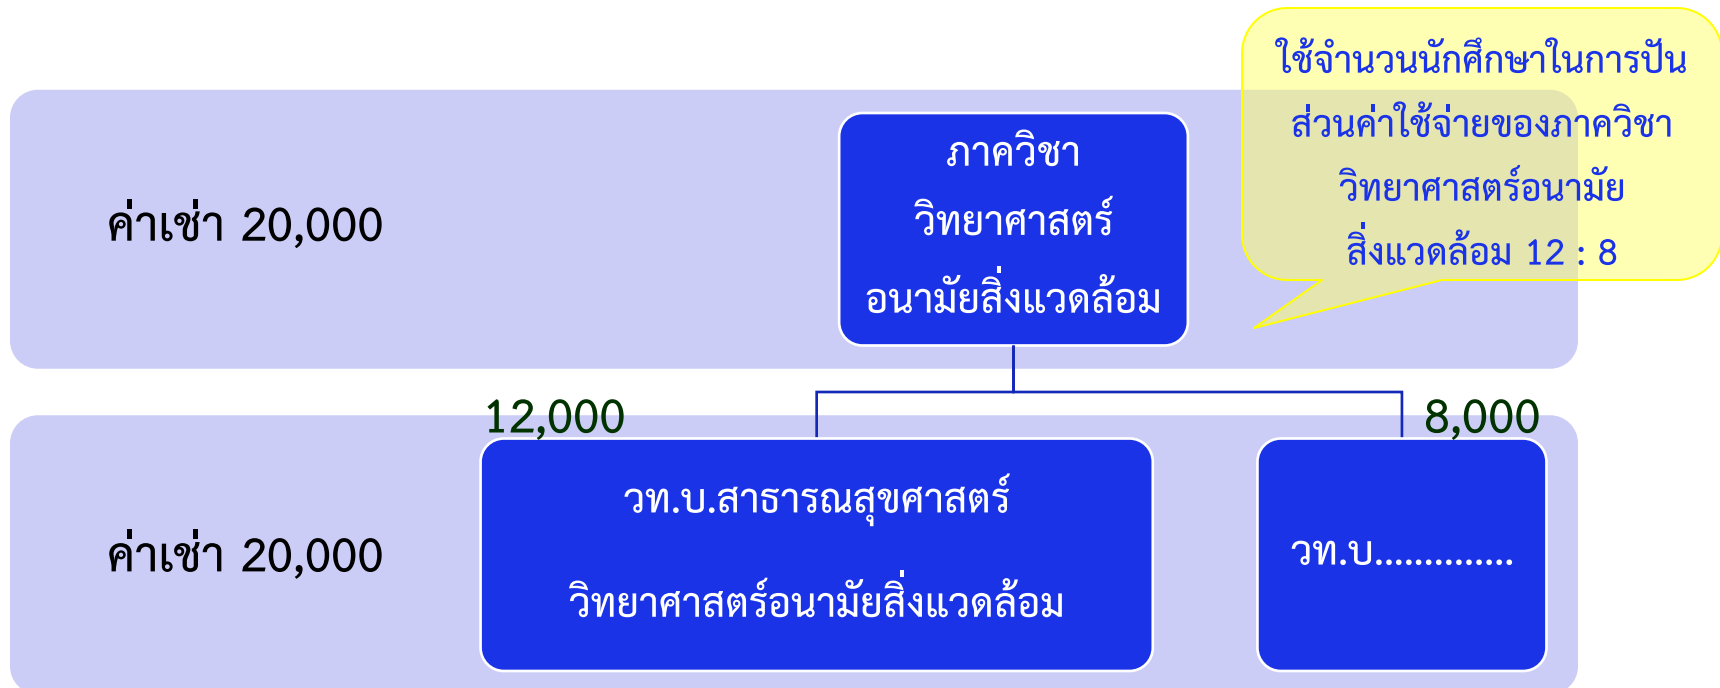 ใช้จำนวนนักศึกษาในการปัน
ส่วนค่าใช้จ่ายของภาควิชา
วิทยาศาสตร์อนามัย
สิ่งแวดล้อม 12 : 8
ค่าเช่า 20,000
ภาควิชา
วิทยาศาสตร์
อนามัยสิ่งแวดล้อม
12,000
8,000
ค่าเช่า 20,000
วท.บ.สาธารณสุขศาสตร์
วิทยาศาสตร์อนามัยสิ่งแวดล้อม
วท.บ..............